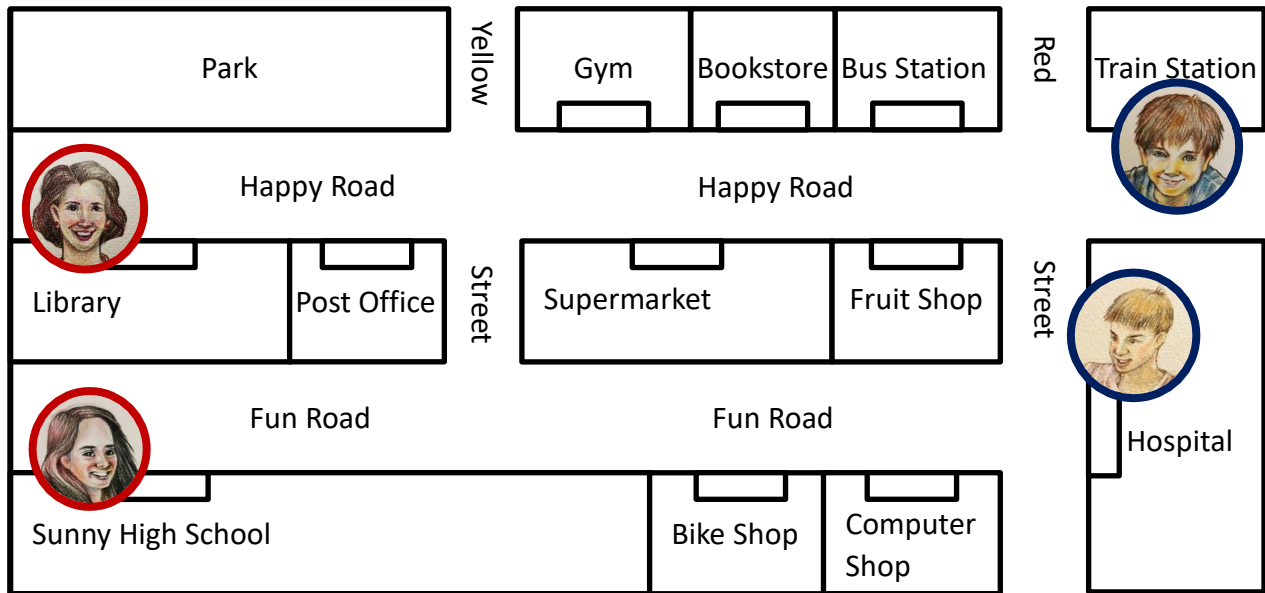 Park
Yellow
Gym
Bookstore
Bus Station
Red
Train Station
Happy Road
Happy Road
Library
Post Office
Street
Supermarket
Fruit Shop
Street
Fun Road
Fun Road
Hospital
Sunny High School
Bike Shop
Computer
Shop